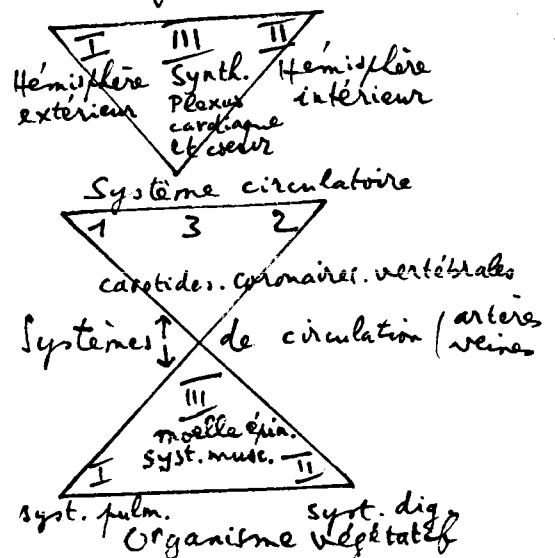 I III II
Hémisphère Synth. Hémisphère
extérieur Plexus intérieur
cardiaque
et coeur
Système circulatoire
1 3 2
carotides. coronaires. vertébrales
Systèmes de circulation ( artères
veines
III
moelle épin.
I syst. musc. II
syst. pulm. syst. dig.
Organisme végétatif